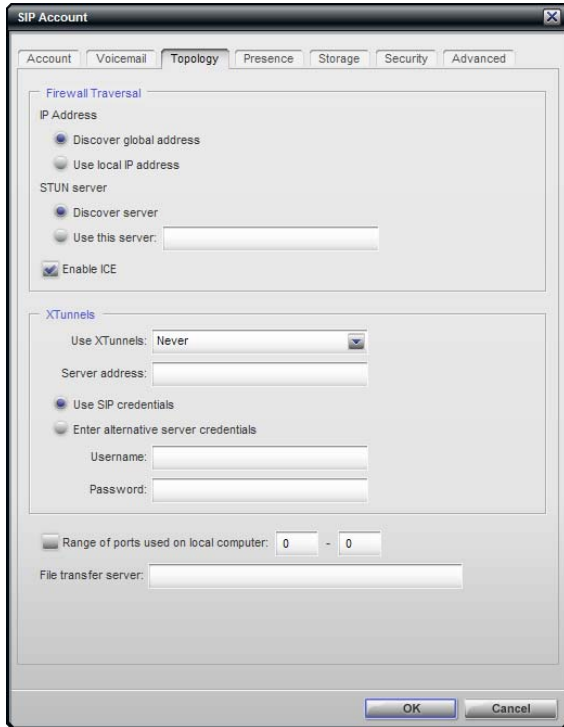 SIP Account
Account Voicemail Topology Presence Storage Security Advanced
Firewall Traversal
IP Address
Discover global address
Use local IP address
STUN server
Discover server
Use this server:
Enable ICE
XTunnels
Use XTunnels: Never
Server address:
Use SIP credentials
Enter alternative server credentials
Username:
Password:
Range of ports used on local computer: 0 - 0
File transfer server:
OK Cancel